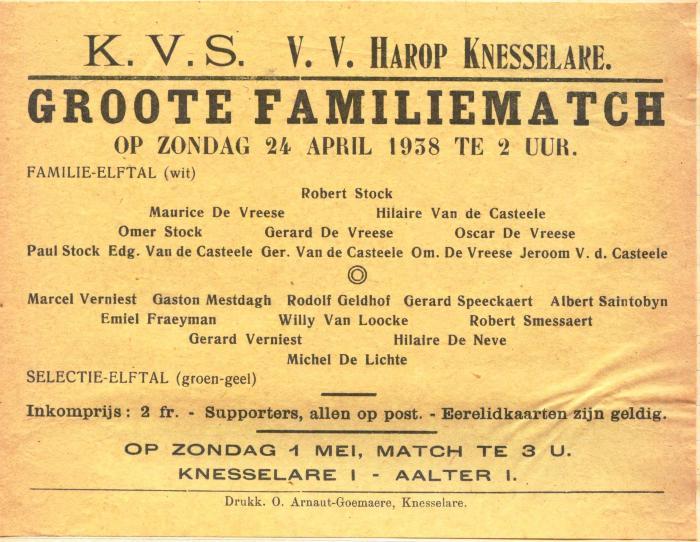 K. V. S. V. V. HAROP KNESSELARE.
GROOTE FAMILIEMATCH
OP ZONDAG 24 APRIL 1938 TE 2 UUR.
FAMILIE-ELFTAL (wit)
Robert Stock
Maurice De Vreese Hilaire Van de Casteele
Omer Stock Gerard De Vreese Oscar De Vreese
Paul Stock Edg. Van de Casteele Ger. Van de Casteele Om. De Vreese Jeroom V. d. Casteele
Marcel Verniest Gaston Mestdagh Rodolf Geldhof Gerard Speeckaert Albert Saintobyn
Emiel Fraeyman Willy Van Loocke Robert Smessaert
Gerard Verniest Hilaire De Neve
Michel De Lichte
SELECTIE-ELFTAL (groen-geel)
Inkomprijs: 2 fr. - Supporters, allen op post. - Eerelidkaarten zijn geldig.
OP ZONDAG 1 MEI, MATCH TE 3 U.
KNESSELARE I - AALTER I.
Drukk. O. Arnaut-Goemaere, Knesselare.